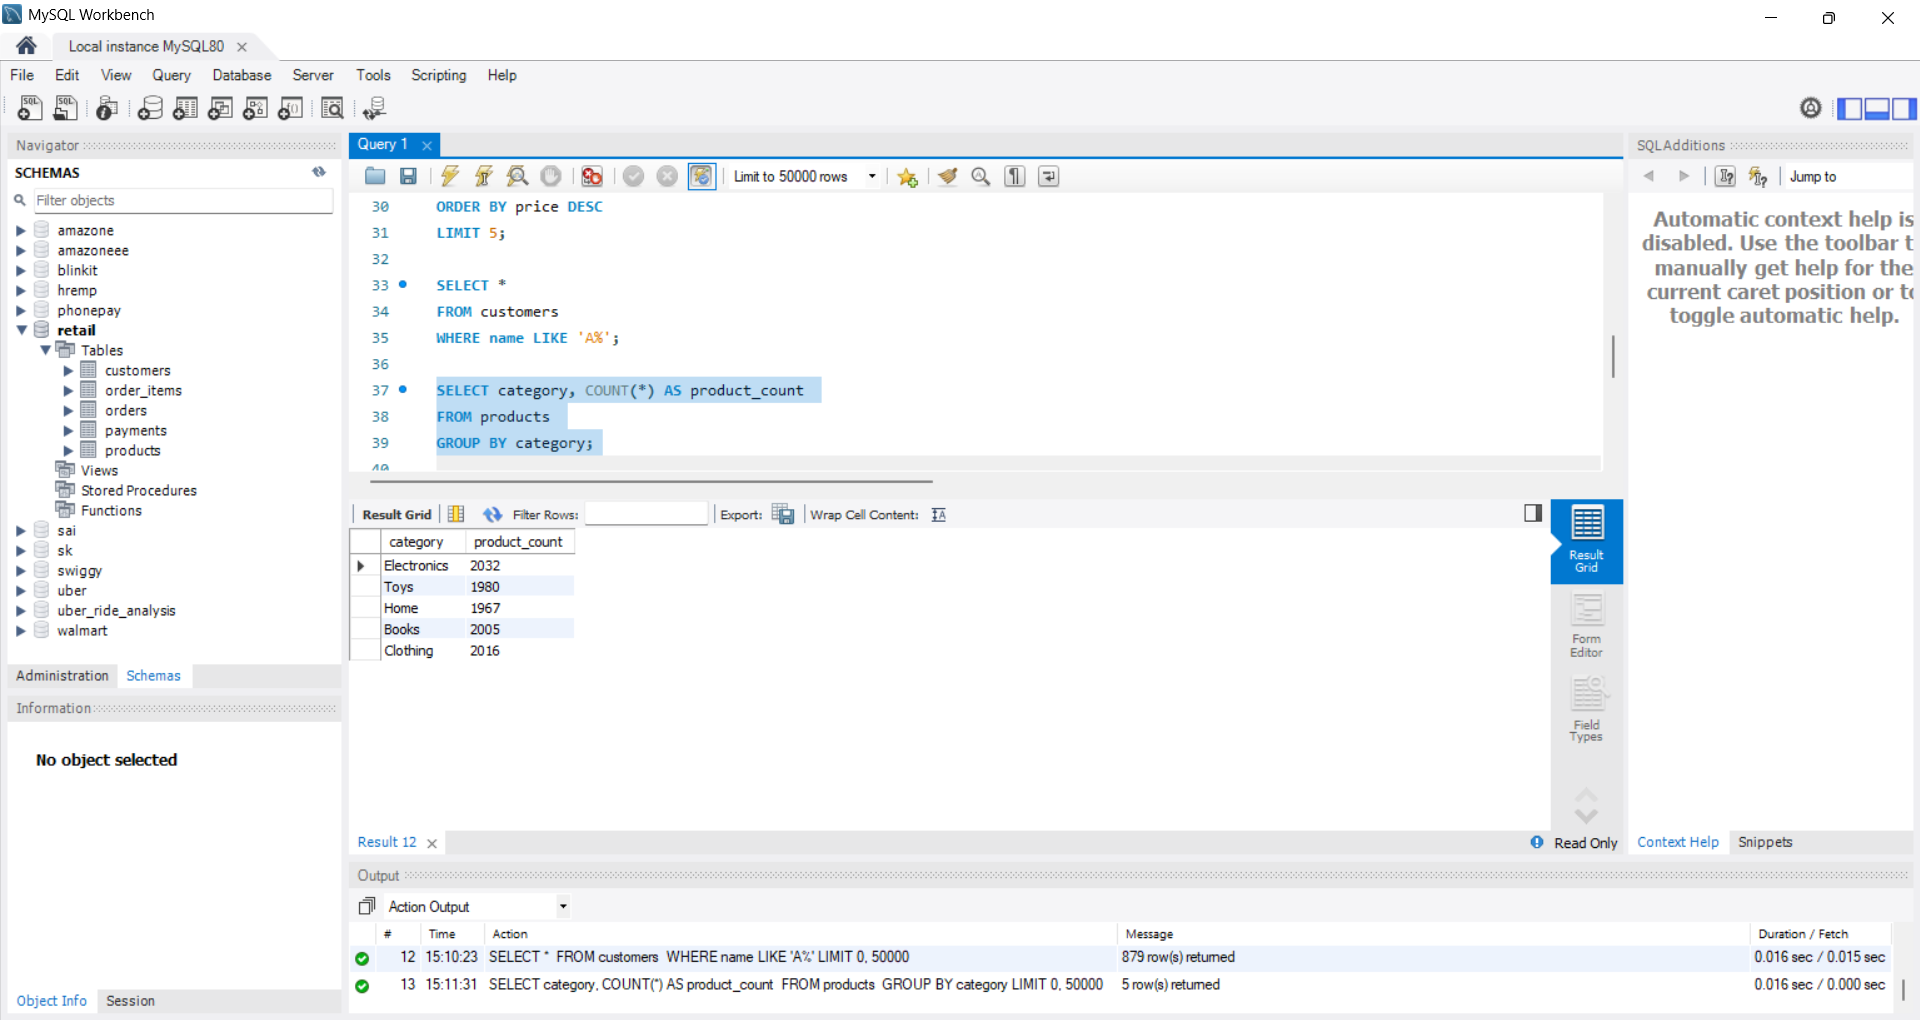 MySQL Workbench
Local instance MySQL80
File Edit View Query Database Server Tools Scripting Help
Navigator
SCHEMAS
Filter objects
amazone
amazoneee
blinkit
hremp
phonepay
retail
Tables
customers
order_items
orders
payments
products
Views
Stored Procedures
Functions
sai
sk
swiggy
uber
uber_ride_analysis
walmart
Administration Schemas
Information
No object selected
Object Info Session
Query 1
Limit to 50000 rows
30 ORDER BY price DESC
31 LIMIT 5;
32
33 SELECT *
34 FROM customers
35 WHERE name LIKE 'A%';
36
37 SELECT category, COUNT(*) AS product_count
38 FROM products
39 GROUP BY category;
40
Result Grid Filter Rows: Export: Wrap Cell Content:
category product_count
Electronics 2032
Toys 1980
Home 1967
Books 2005
Clothing 2016
Result
Grid
Form
Editor
Field
Types
Result 12
Read Only
SQLAdditions
Jump to
Automatic context help is
disabled. Use the toolbar t
manually get help for the
current caret position or to
toggle automatic help.
Context Help Snippets
Output
Action Output
# Time Action Message Duration / Fetch
12 15:10:23 SELECT * FROM customers WHERE name LIKE 'A%' LIMIT 0, 50000 879 row(s) returned 0.016 sec / 0.015 sec
13 15:11:31 SELECT category, COUNT(*) AS product_count FROM products GROUP BY category LIMIT 0, 50000 5 row(s) returned 0.016 sec / 0.000 sec